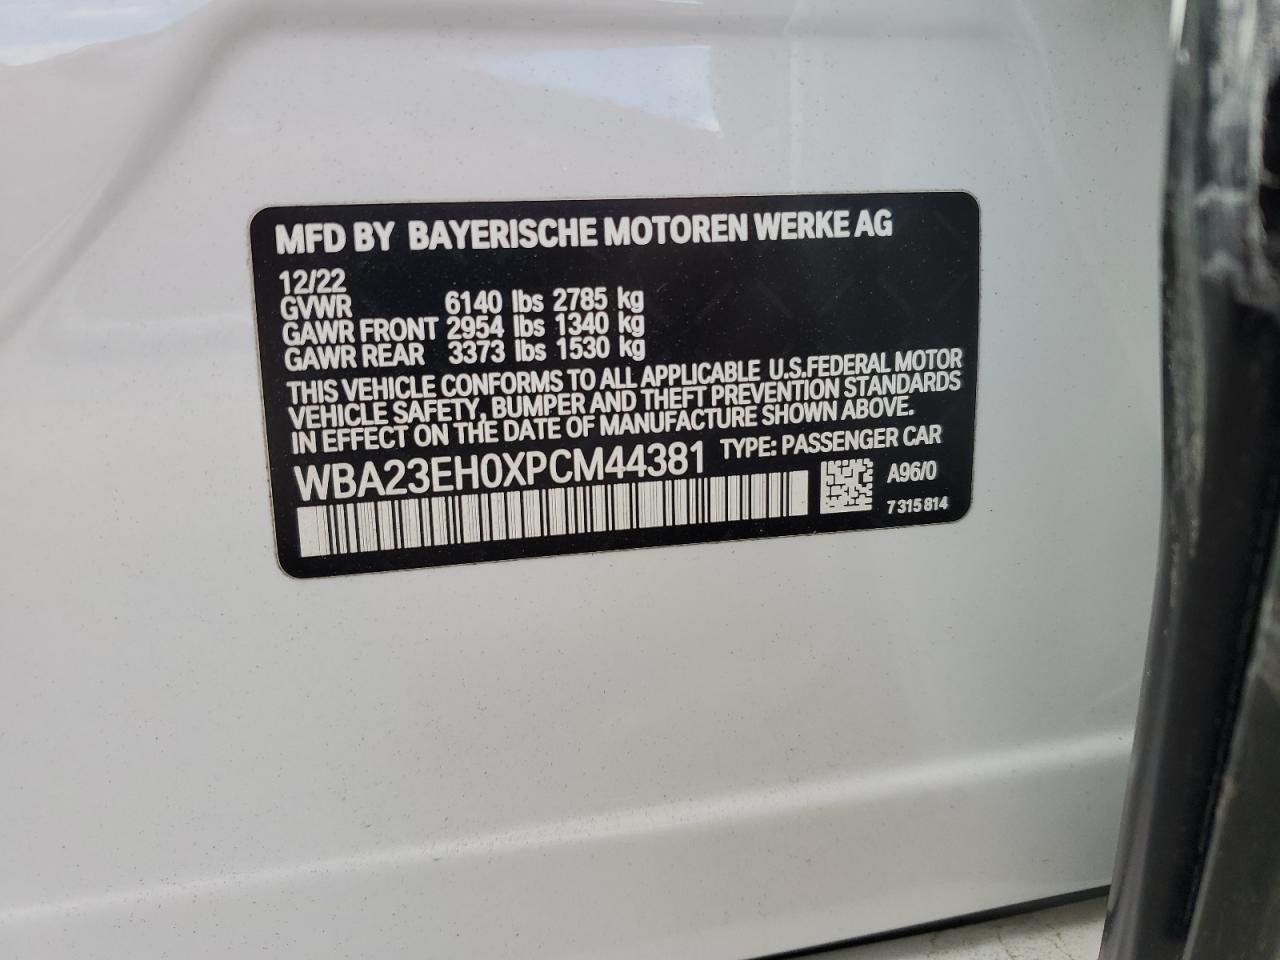 MFD BY BAYERISCHE MOTOREN WERKE AG
12/22
GVWR 6140 lbs 2785 kg
GAWR FRONT 2954 lbs 1340 kg
GAWR REAR 3373 lbs 1530 kg
THIS VEHICLE CONFORMS TO ALL APPLICABLE U.S.FEDERAL MOTOR
VEHICLE SAFETY, BUMPER AND THEFT PREVENTION STANDARDS
IN EFFECT ON THE DATE OF MANUFACTURE SHOWN ABOVE.
WBA23EH0XPCM44381 TYPE: PASSENGER CAR
A96/0
7 315 814